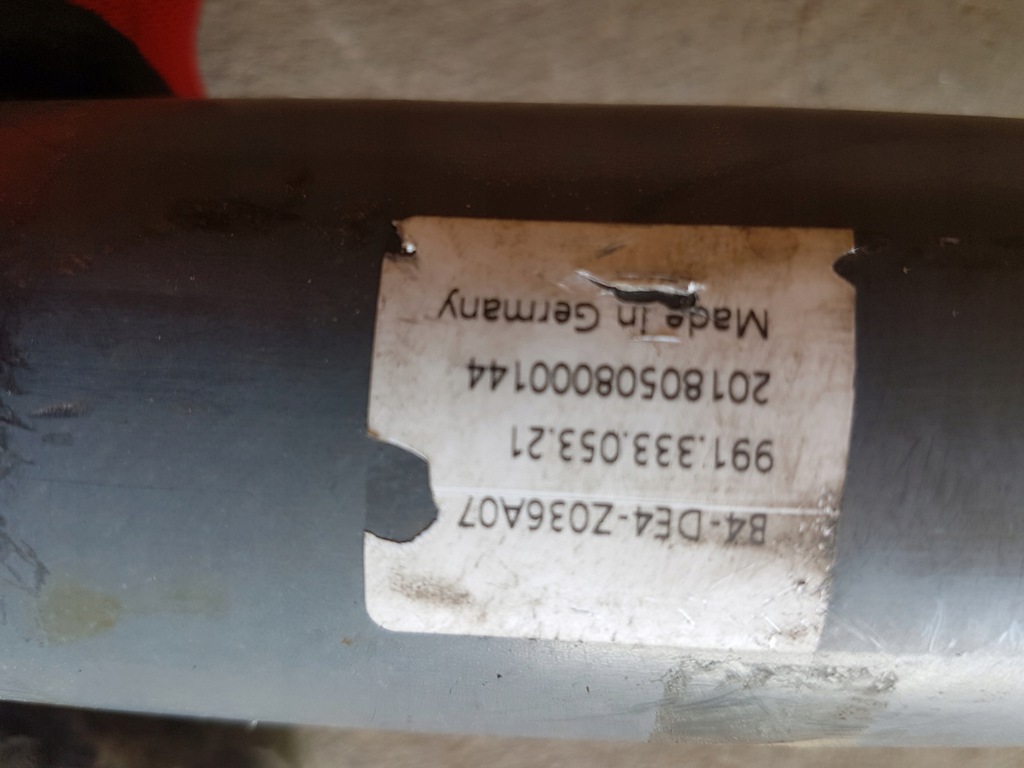 B4-DE4-Z036A07
991.333.053.21
20180508000144
Made in Germany